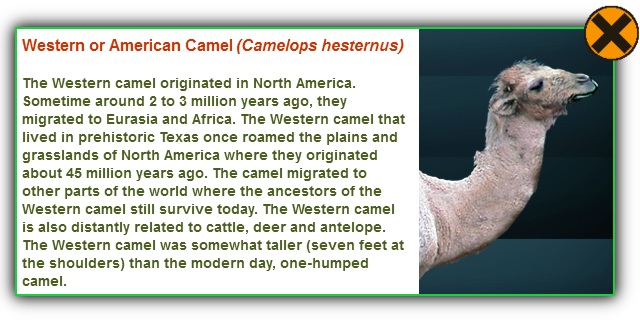 Western or American Camel (Camelops hesternus)
The Western camel originated in North America.
Sometime around 2 to 3 million years ago, they
migrated to Eurasia and Africa. The Western camel that
lived in prehistoric Texas once roamed the plains and
grasslands of North America where they originated
about 45 million years ago. The camel migrated to
other parts of the world where the ancestors of the
Western camel still survive today. The Western camel
is also distantly related to cattle, deer and antelope.
The Western camel was somewhat taller (seven feet at
the shoulders) than the modern day, one-humped
camel.